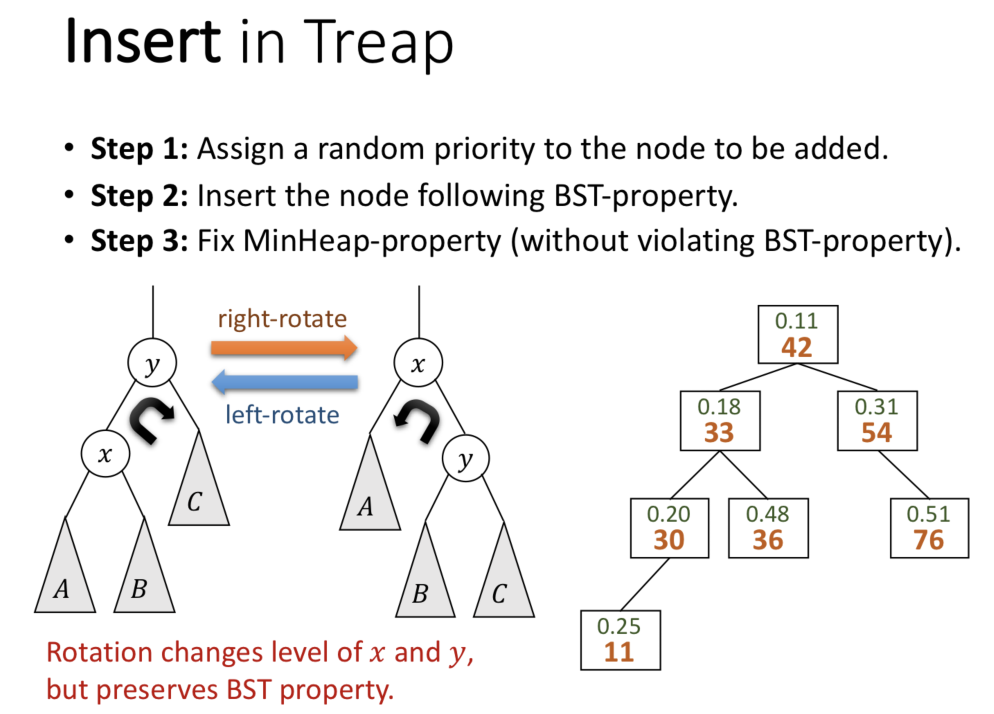 Insert in Treap
• Step 1: Assign a random priority to the node to be added.
• Step 2: Insert the node following BST-property.
• Step 3: Fix MinHeap-property (without violating BST-property).
right-rotate
left-rotate
y
x
C
A
B
x
A
y
B
C
Rotation changes level of x and y,
but preserves BST property.
0.11
42
0.18
33
0.31
54
0.20
30
0.48
36
0.51
76
0.25
11